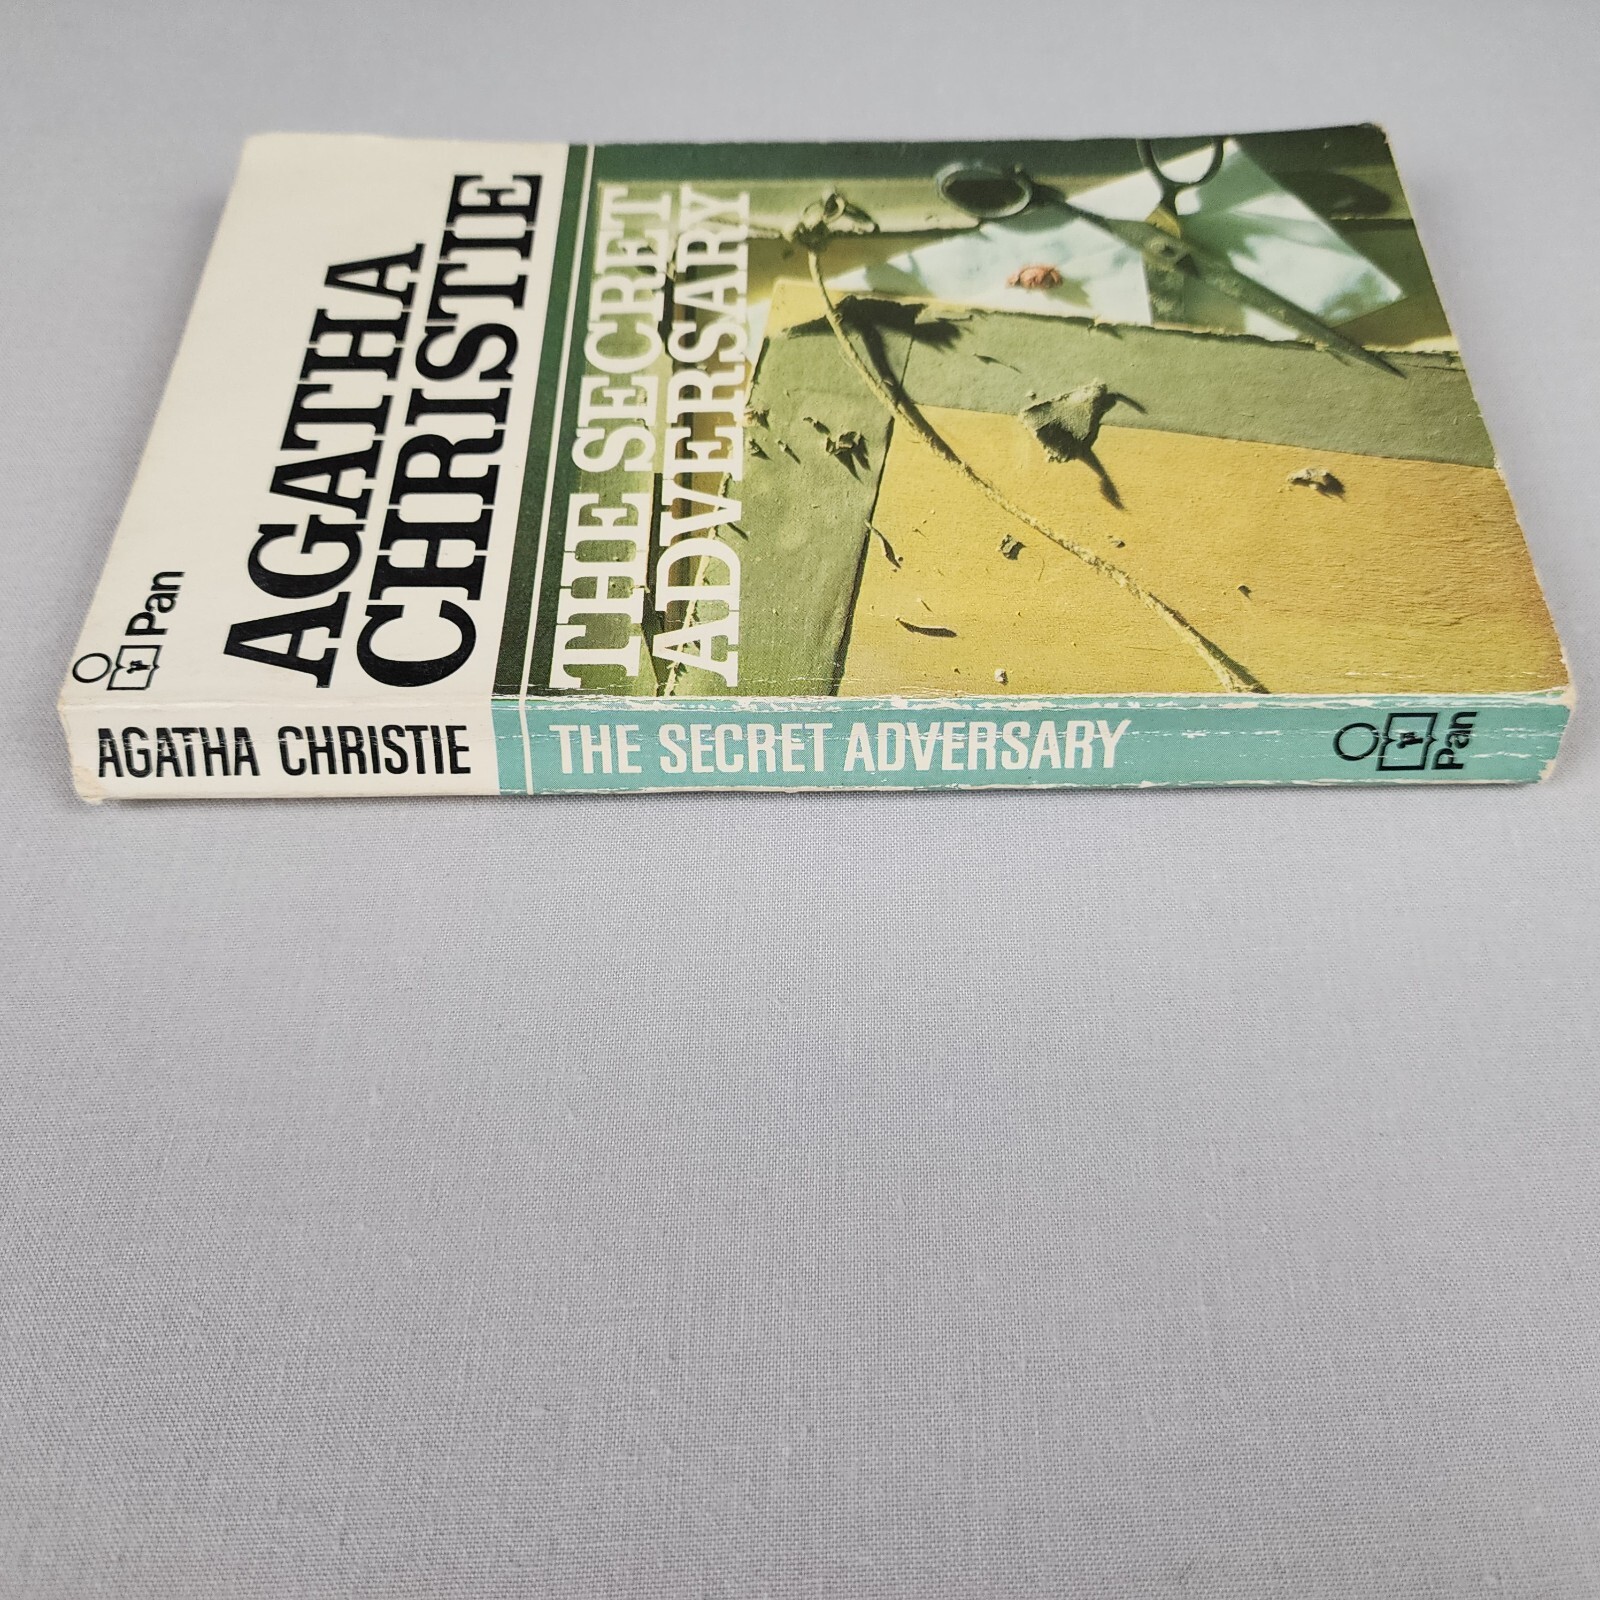 Pan
AGATHA
CHRISTIE
THE SECRET
ADVERSARY
AGATHA CHRISTIE
THE SECRET ADVERSARY
Pan